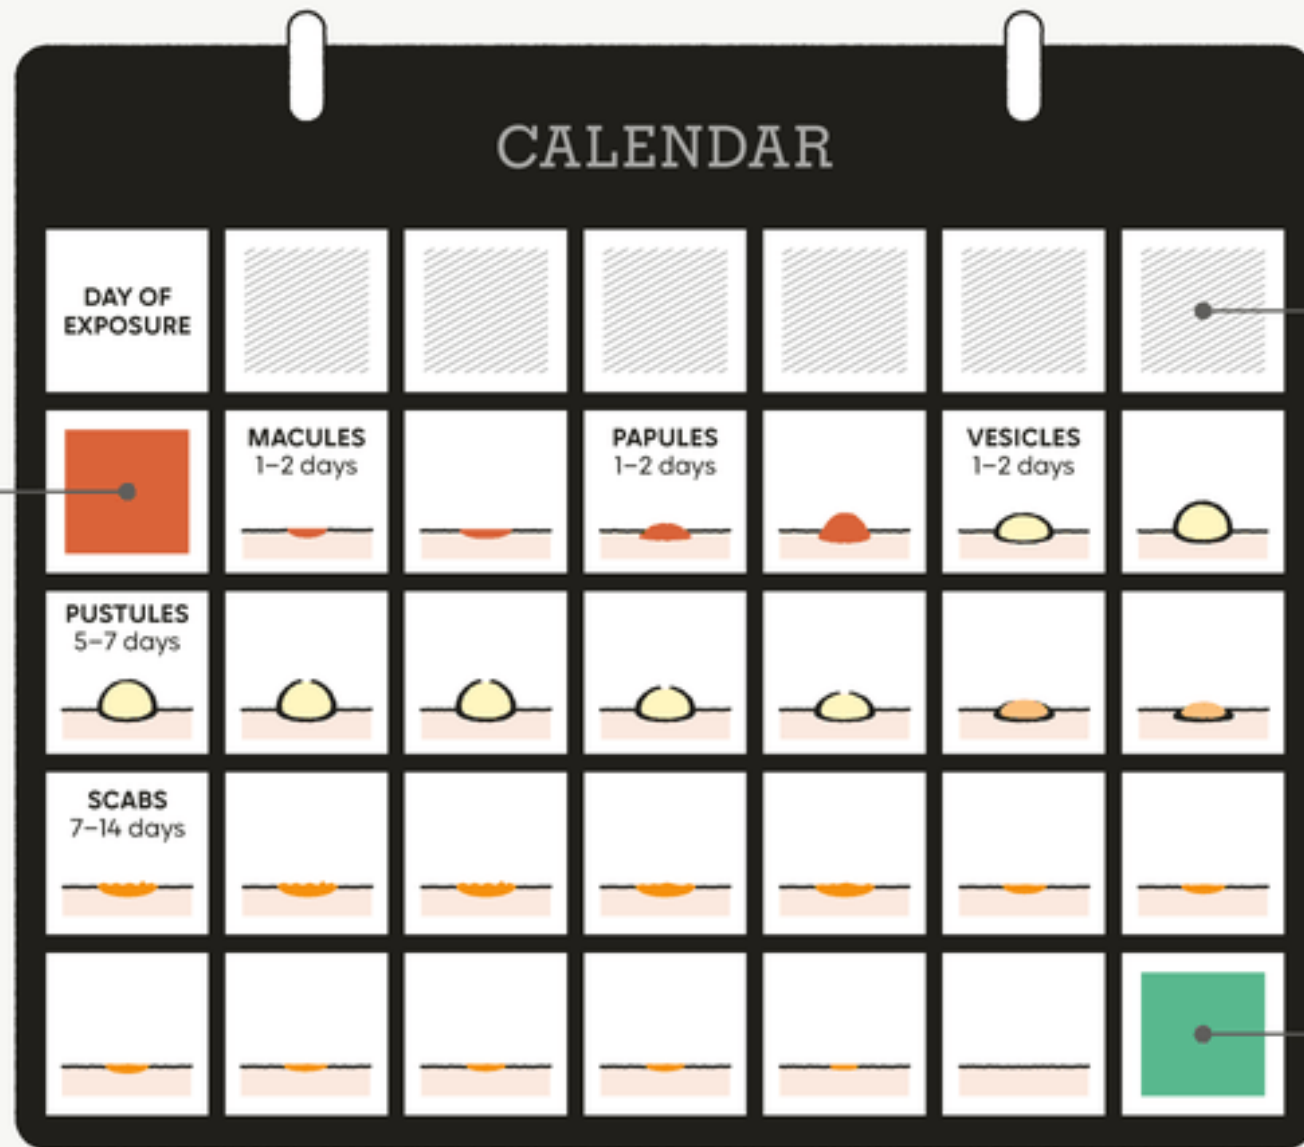 CALENDAR
DAY OF
EXPOSURE
MACULES
1–2 days
PAPULES
1–2 days
VESICLES
1–2 days
PUSTULES
5–7 days
SCABS
7–14 days